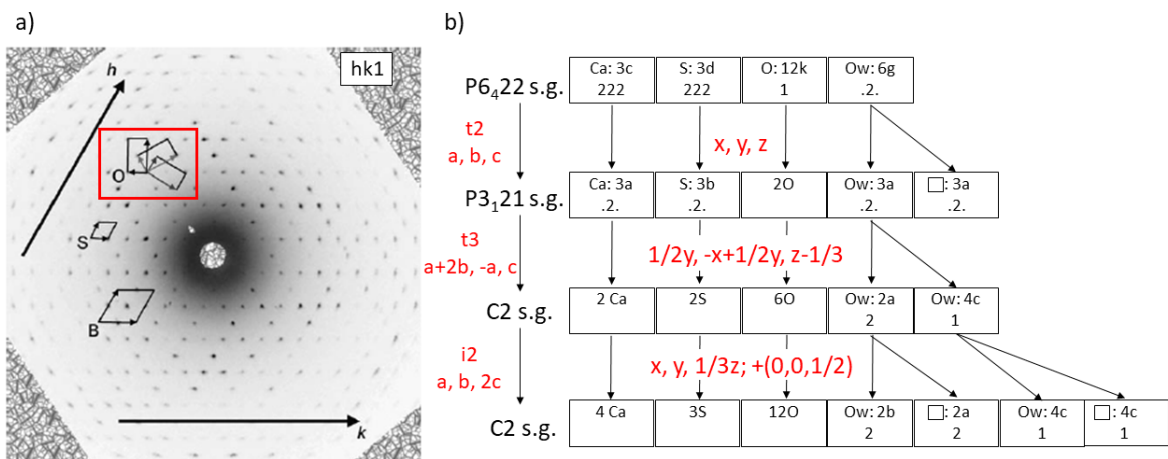 a)
hk1
h
O
S
B
k
b)
P6₄22 s.g.
Ca: 3c
222
S: 3d
222
O: 12k
1
Ow: 6g
.2.
t2
a, b, c
x, y, z
P3₁21 s.g.
Ca: 3a
.2.
S: 3b
.2.
2O
Ow: 3a
.2.
□: 3a
.2.
t3
a+2b, -a, c
1/2y, -x+1/2y, z-1/3
C2 s.g.
2 Ca
2S
6O
Ow: 2a
2
Ow: 4c
1
i2
a, b, 2c
x, y, 1/3z; +(0,0,1/2)
C2 s.g.
4 Ca
3S
12O
Ow: 2b
2
□: 2a
2
Ow: 4c
1
□: 4c
1